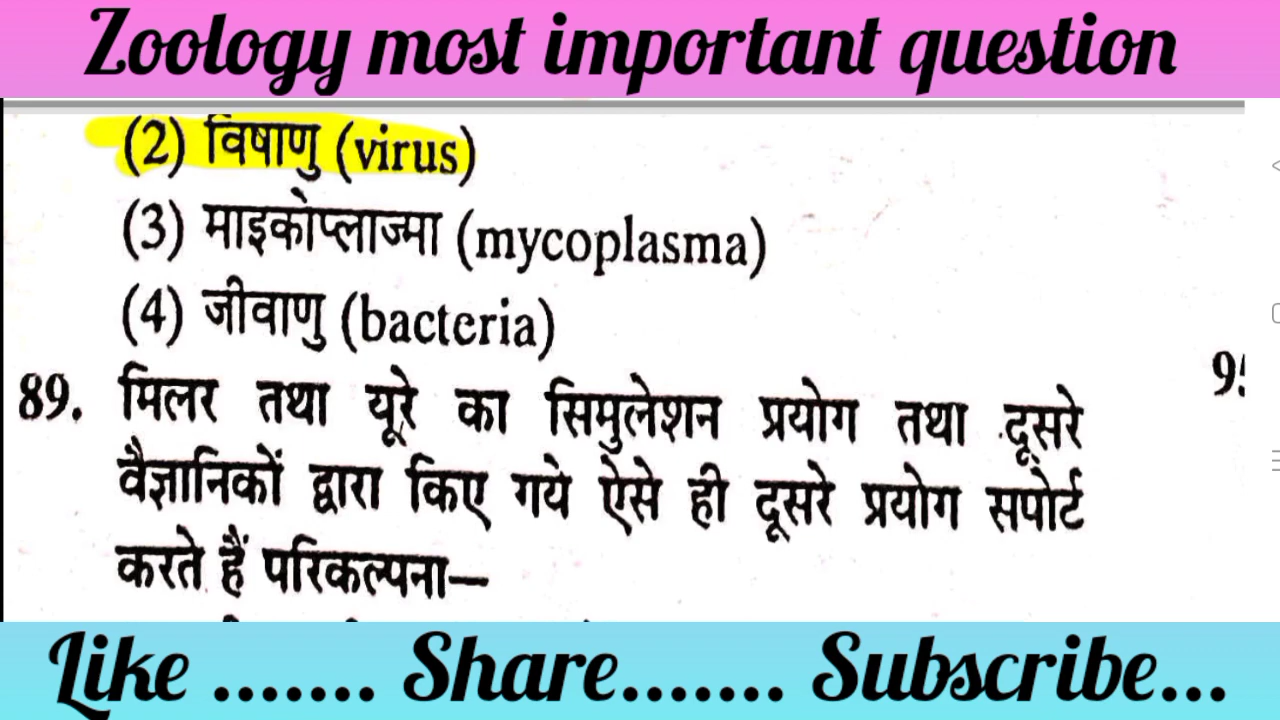 Zoology most important question
(2) विषाणु (virus)
(3) माइकोप्लाज्मा (mycoplasma)
(4) जीवाणु (bacteria)
89. मिलर तथा यूरे का सिमुलेशन प्रयोग तथा दूसरे
वैज्ञानिकों द्वारा किए गये ऐसे ही दूसरे प्रयोग सपोर्ट
करते हैं परिकल्पना—
Like ....... Share....... Subscribe...